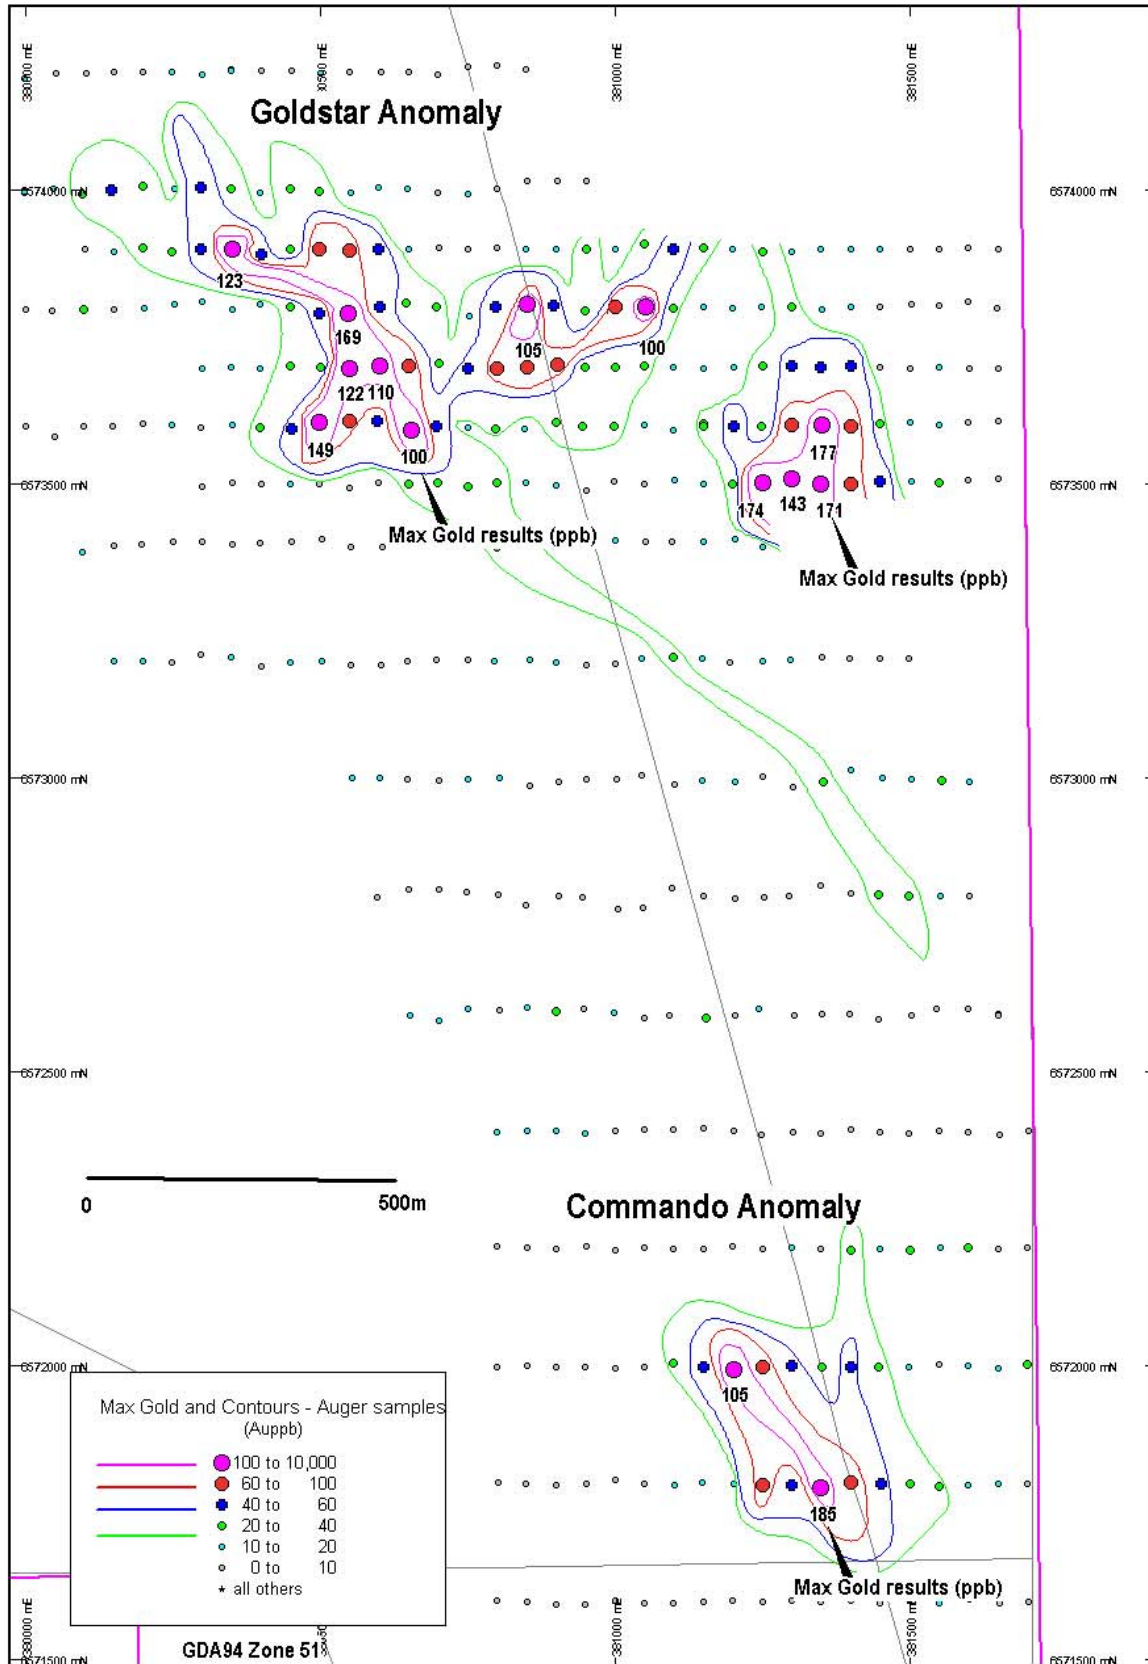 380000 mE
381000 mE
381500 mE
Goldstar Anomaly
6574000 mN
6574000 mN
123
169
105
100
122 110
149
100
177
174
143
171
6573500 mN
6573500 mN
Max Gold results (ppb)
Max Gold results (ppb)
6573000 mN
6573000 mN
6572500 mN
6572500 mN
0
500m
Commando Anomaly
6572000 mN
6572000 mN
105
Max Gold and Contours - Auger samples
(Auppb)
100 to 10,000
60 to 100
40 to 60
20 to 40
10 to 20
0 to 10
all others
185
Max Gold results (ppb)
380000 mE
381000 mE
381500 mE
GDA94 Zone 51
6571500 mN
6571500 mN